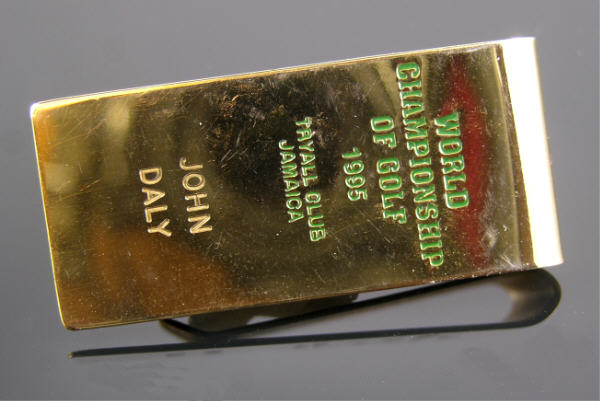 WORLD
CHAMPIONSHIP
OF GOLF
1995
TRYALL CLUB
JAMAICA
JOHN
DALY